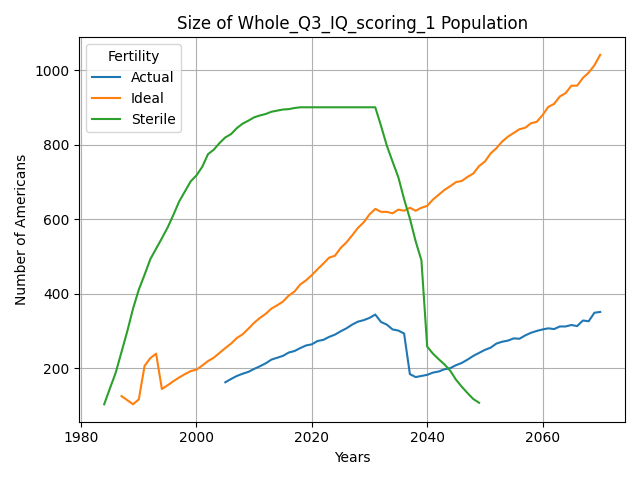 Size of Whole_Q3_IQ_scoring_1 Population
Number of Americans
1000
800
600
400
200
Fertility
Actual
Ideal
Sterile
1980
2000
2020
2040
2060
Years